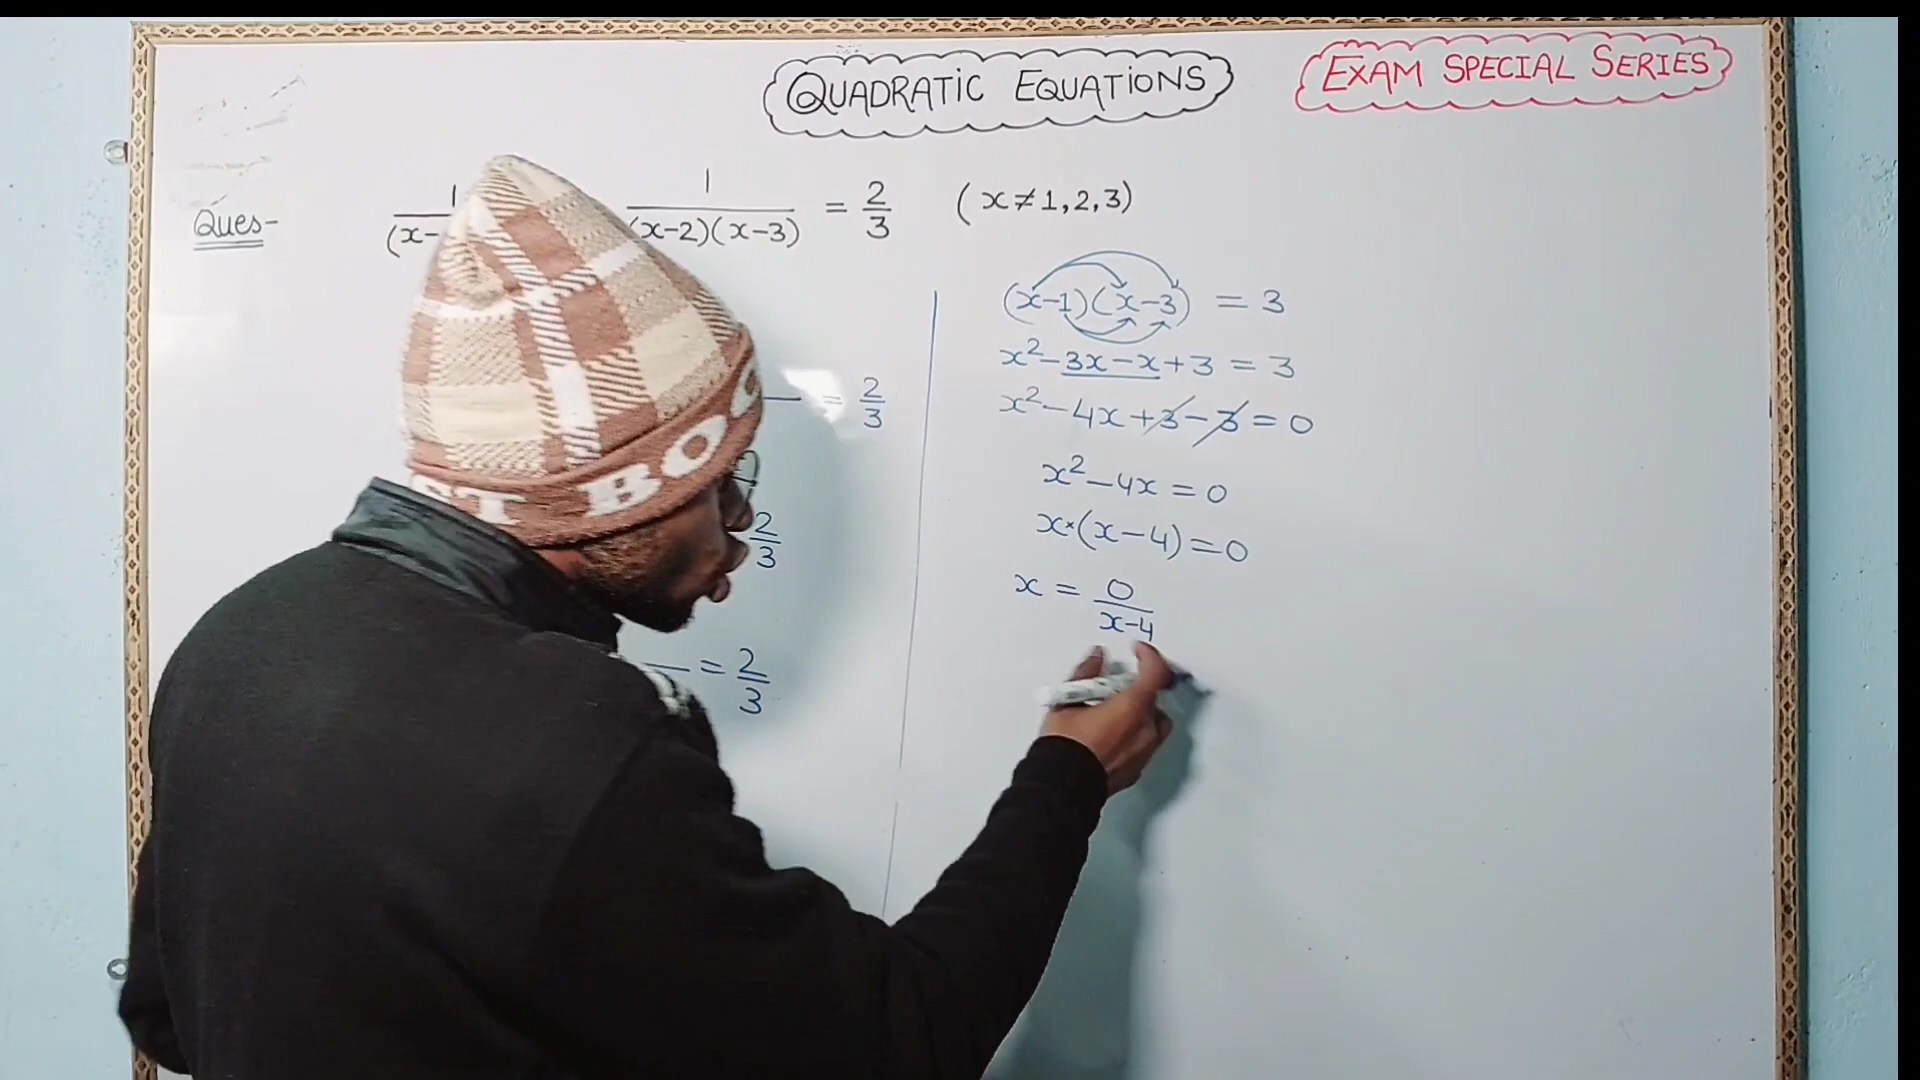 QUADRATIC EQUATIONS
EXAM SPECIAL SERIES
Ques- 1/(x- 1/(x-2)(x-3) = 2/3 (x≠1,2,3)
= 2/3
2/3
= 2/3
(x-1)(x-3) = 3
x²-3x-x+3 = 3
x²-4x+3-3=0
x²-4x=0
x×(x-4)=0
x = 0/x-4
ST BOO